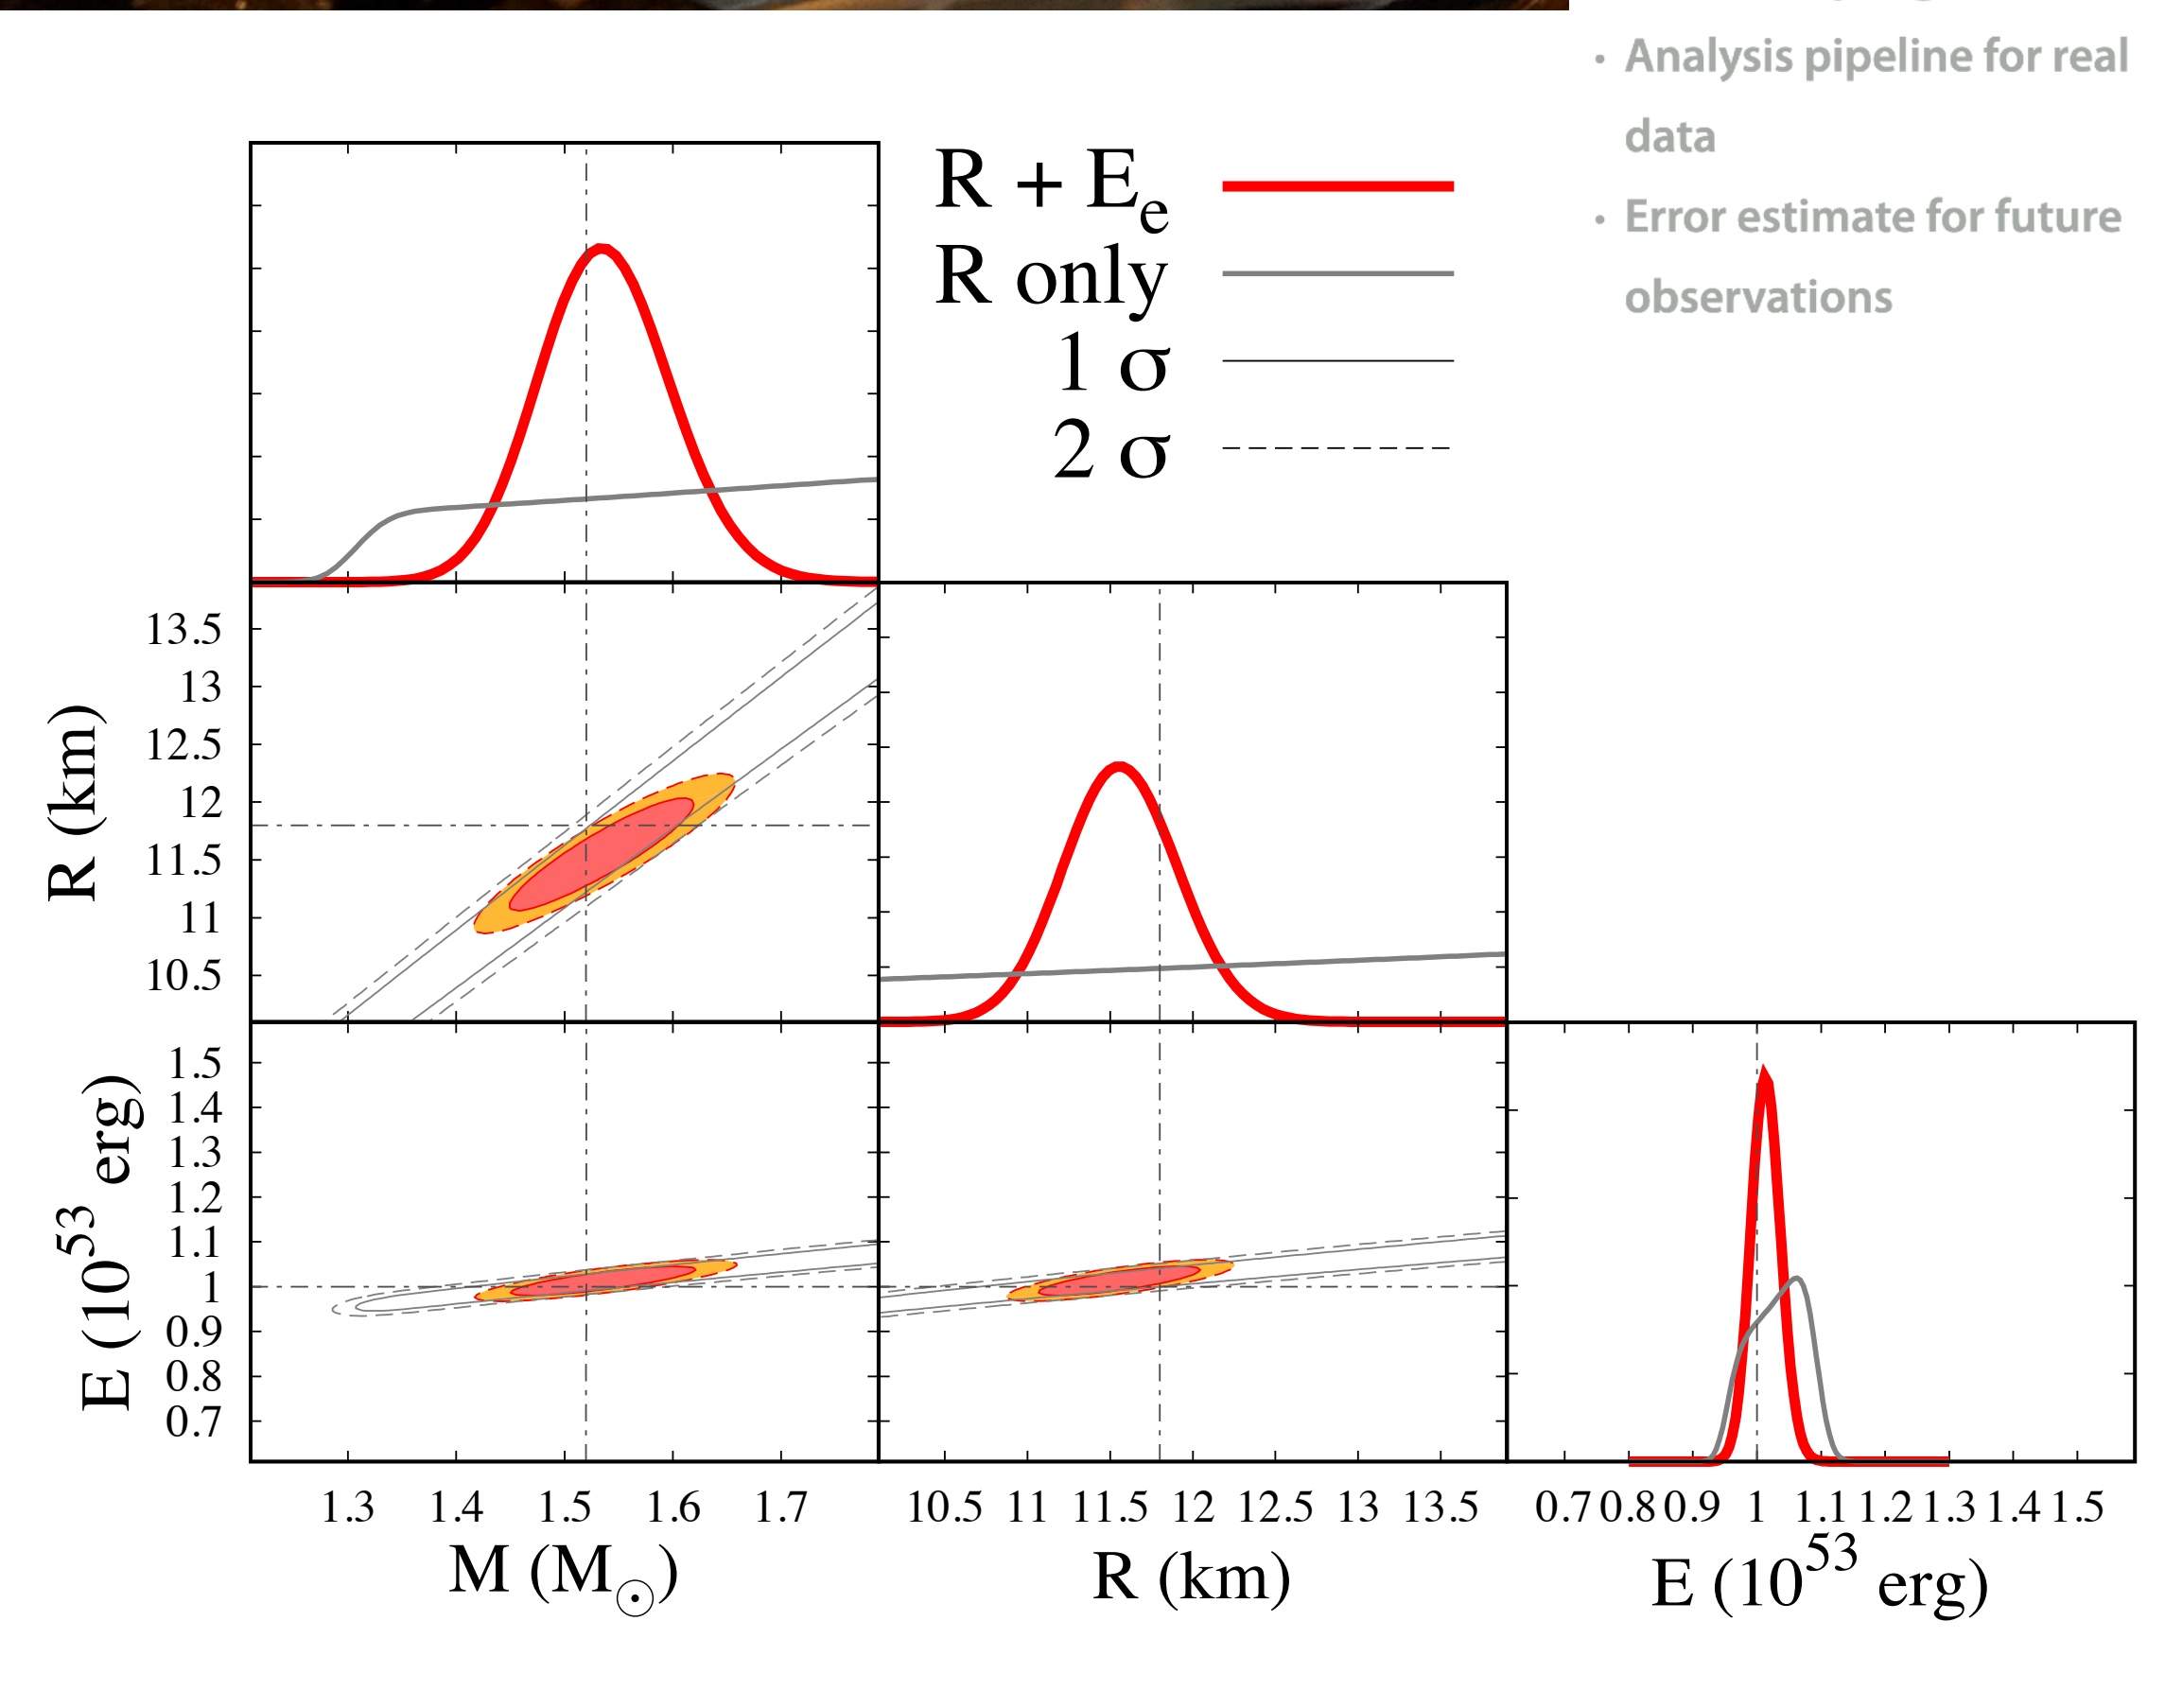 • Analysis pipeline for real
data
• Error estimate for future
observations
R + Eₑ
R only
1 σ
2 σ
13.5
13
12.5
12
11.5
11
10.5
R (km)
1.5
1.4
1.3
1.2
1.1
1
0.9
0.8
0.7
E (10⁵³ erg)
1.3 1.4 1.5 1.6 1.7 10.5 11 11.5 12 12.5 13 13.5 0.7 0.8 0.9 1 1.1 1.2 1.3 1.4 1.5
M (M☉) R (km) E (10⁵³ erg)